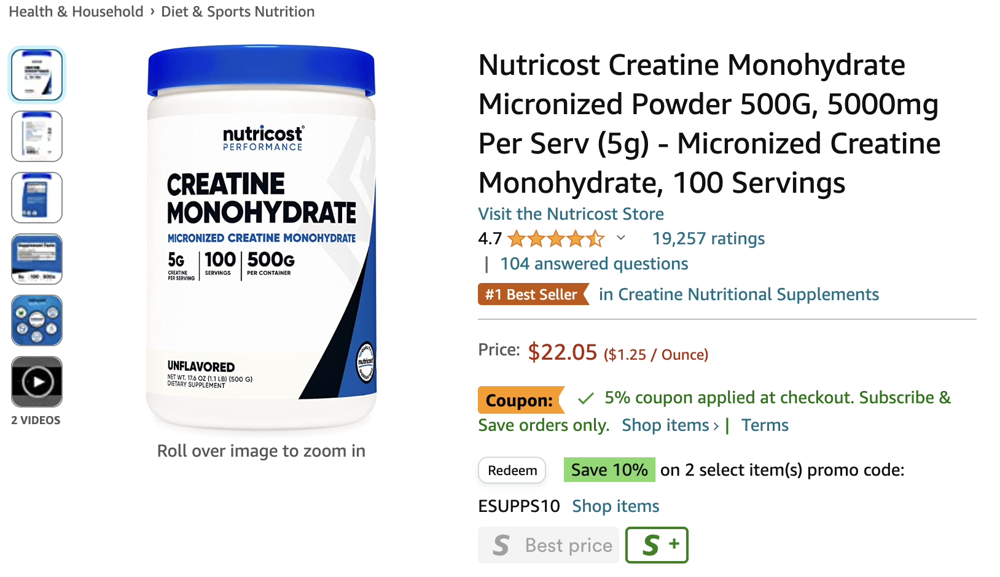 Health & Household › Diet & Sports Nutrition
nutricost®
PERFORMANCE
CREATINE
MONOHYDRATE
MICRONIZED CREATINE MONOHYDRATE
5G
CREATINE
PER SERVING
100
SERVINGS
500G
PER CONTAINER
UNFLAVORED
NET WT. 17.6 OZ (1.1 LB) (500 G)
DIETARY SUPPLEMENT
QUALITY
nutricost
2 VIDEOS
Roll over image to zoom in
Nutricost Creatine Monohydrate
Micronized Powder 500G, 5000mg
Per Serv (5g) - Micronized Creatine
Monohydrate, 100 Servings
Visit the Nutricost Store
4.7 19,257 ratings
| 104 answered questions
#1 Best Seller in Creatine Nutritional Supplements
Price: $22.05 ($1.25 / Ounce)
Coupon: 5% coupon applied at checkout. Subscribe &
Save orders only. Shop items › | Terms
Redeem Save 10% on 2 select item(s) promo code:
ESUPPS10 Shop items
S Best price S +